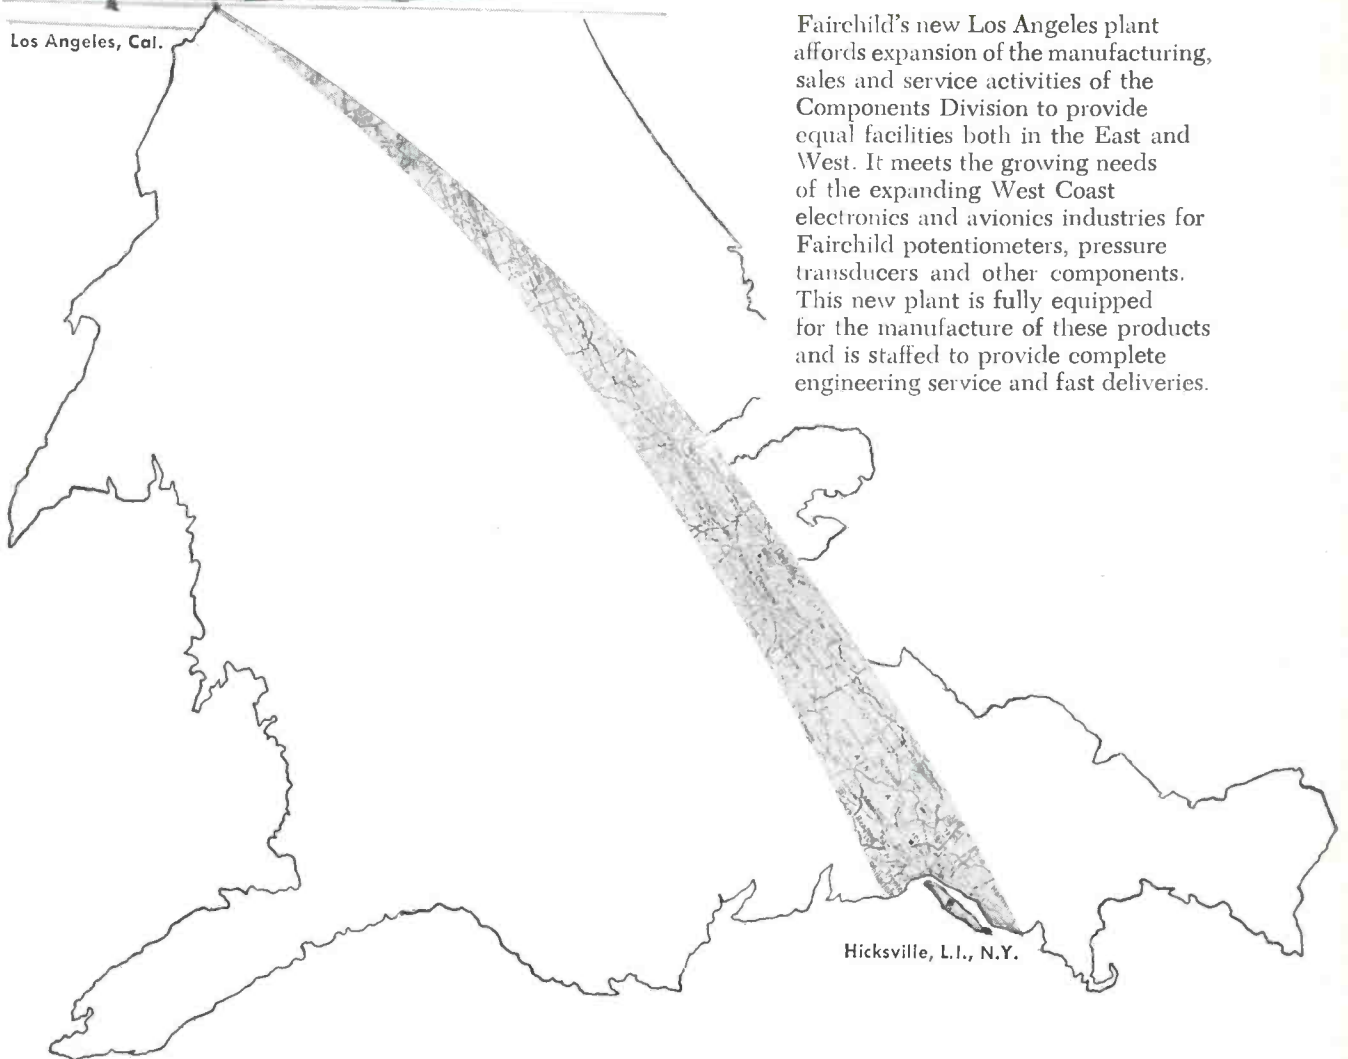 Los Angeles, Cal.
Fairchild's new Los Angeles plant
affords expansion of the manufacturing,
sales and service activities of the
Components Division to provide
equal facilities both in the East and
West. It meets the growing needs
of the expanding West Coast
electronics and avionics industries for
Fairchild potentiometers, pressure
transducers and other components.
This new plant is fully equipped
for the manufacture of these products
and is staffed to provide complete
engineering service and fast deliveries.
Hicksville, L.I., N.Y.